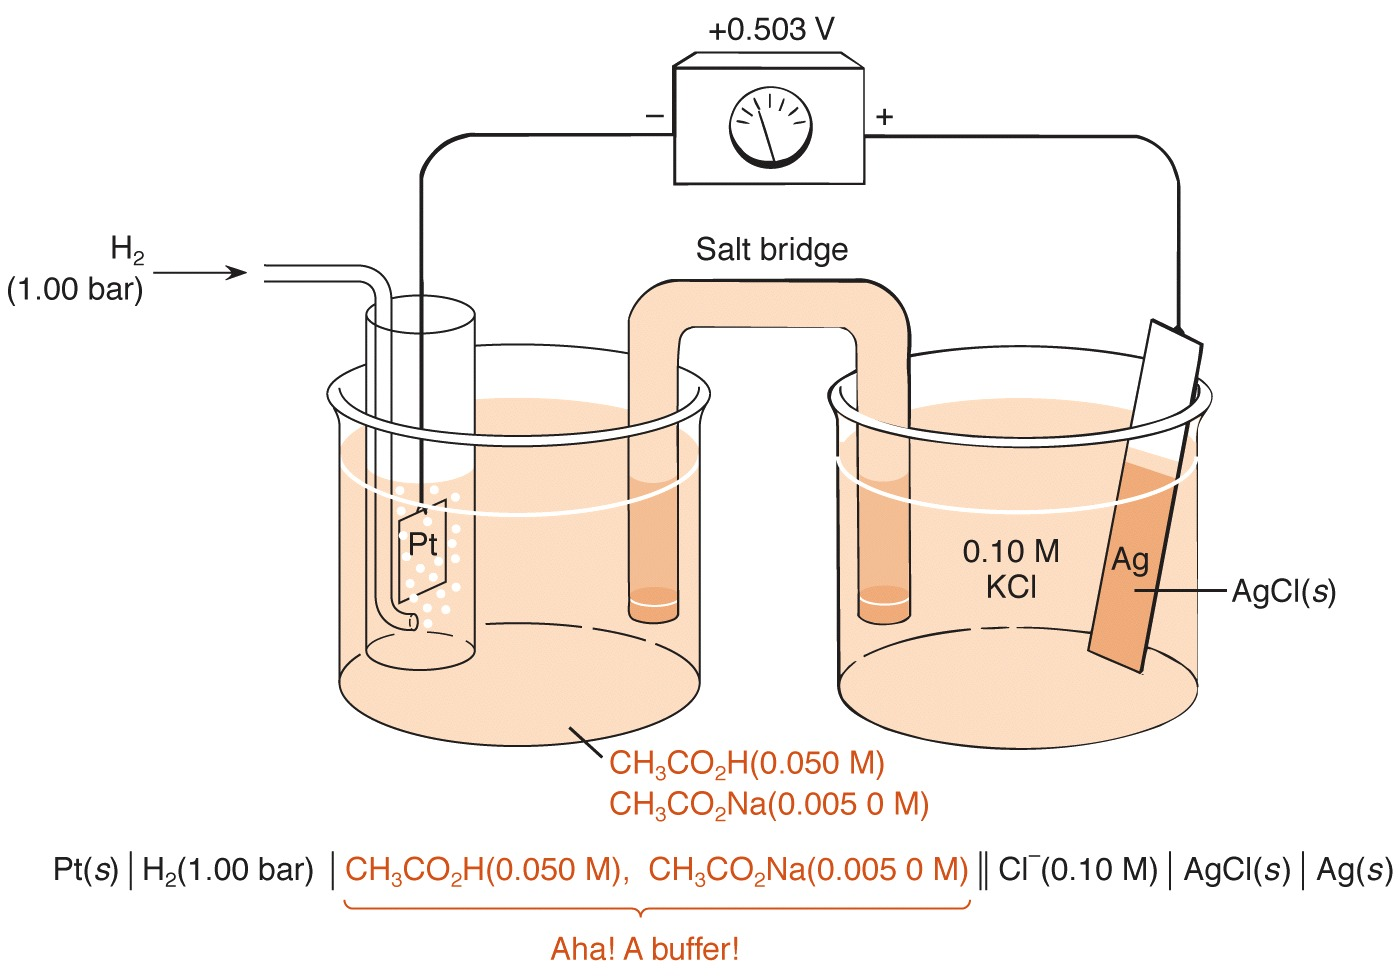 +0.503 V
− +
H₂
(1.00 bar)
Salt bridge
Pt
0.10 M
KCl
Ag
AgCl(s)
CH₃CO₂H(0.050 M)
CH₃CO₂Na(0.005 0 M)
Pt(s) | H₂(1.00 bar) | CH₃CO₂H(0.050 M), CH₃CO₂Na(0.005 0 M) || Cl⁻(0.10 M) | AgCl(s) | Ag(s)
Aha! A buffer!